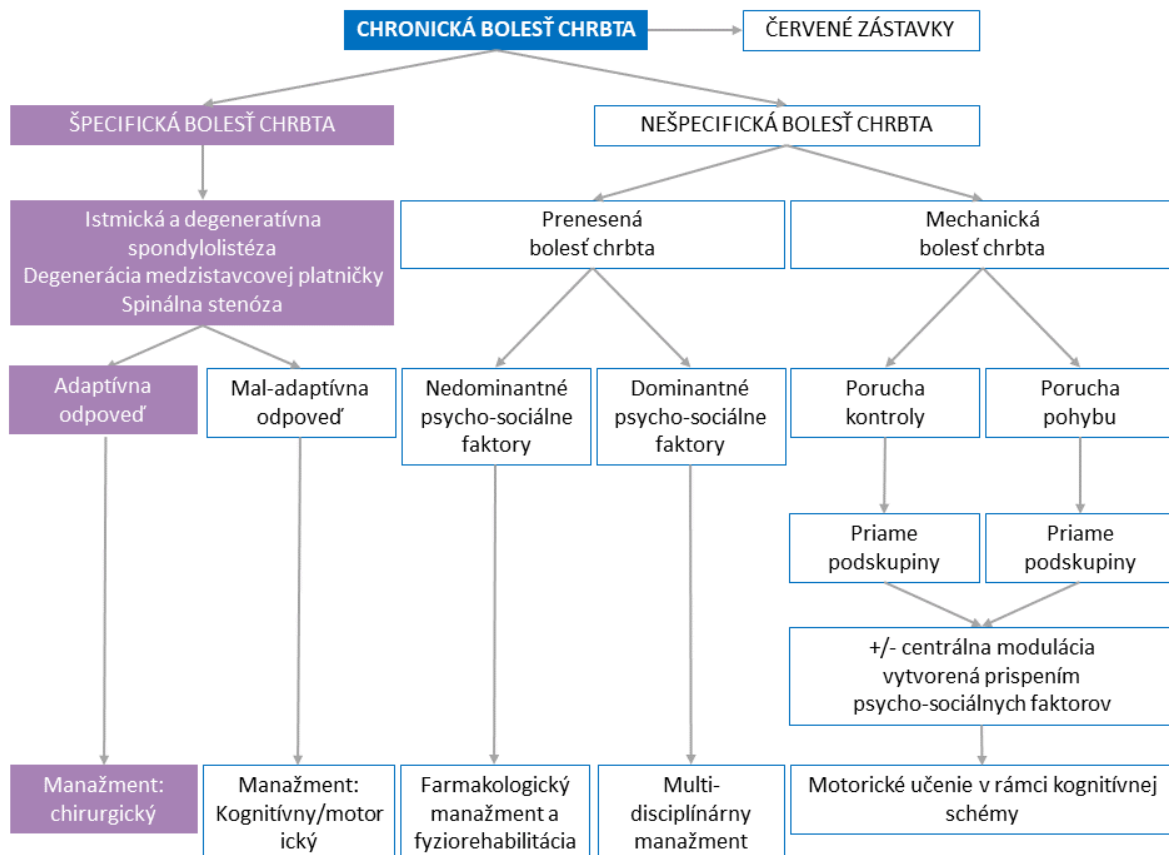 CHRONICKÁ BOLESŤ CHRBTA
ČERVENÉ ZÁSTAVKY
ŠPECIFICKÁ BOLESŤ CHRBTA
NEŠPECIFICKÁ BOLESŤ CHRBTA
Istmická a degeneratívna
spondylolistéza
Degenerácia medzistavcovej platničky
Spinálna stenóza
Prenesená
bolesť chrbta
Mechanická
bolesť chrbta
Adaptívna
odpoveď
Mal-adaptívna
odpoveď
Nedominantné
psycho-sociálne
faktory
Dominantné
psycho-sociálne
faktory
Porucha
kontroly
Porucha
pohybu
Priame
podskupiny
Priame
podskupiny
+/- centrálna modulácia
vytvorená prispením
psycho-sociálnych faktorov
Manažment:
chirurgický
Manažment:
Kognitívny/motor
ický
Farmakologický
manažment a
fyziorehabilitácia
Multi-
disciplínárny
manažment
Motorické učenie v rámci kognitívnej
schémy